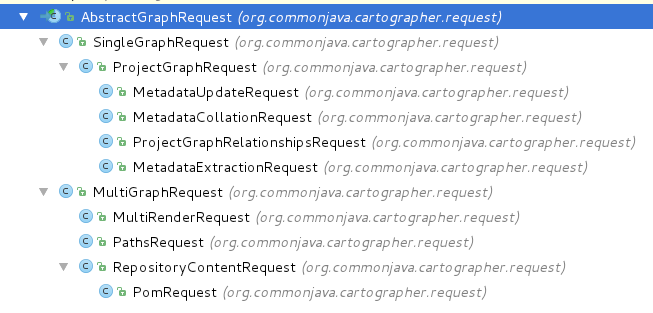 AbstractGraphRequest (org.commonjava.cartographer.request)
SingleGraphRequest (org.commonjava.cartographer.request)
ProjectGraphRequest (org.commonjava.cartographer.request)
MetadataUpdateRequest (org.commonjava.cartographer.request)
MetadataCollationRequest (org.commonjava.cartographer.request)
ProjectGraphRelationshipsRequest (org.commonjava.cartographer.request)
MetadataExtractionRequest (org.commonjava.cartographer.request)
MultiGraphRequest (org.commonjava.cartographer.request)
MultiRenderRequest (org.commonjava.cartographer.request)
PathsRequest (org.commonjava.cartographer.request)
RepositoryContentRequest (org.commonjava.cartographer.request)
PomRequest (org.commonjava.cartographer.request)